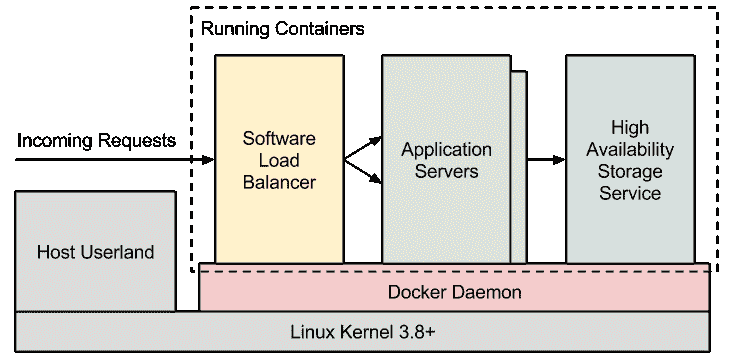 Running Containers
Incoming Requests
Software
Load
Balancer
Application
Servers
High
Availability
Storage
Service
Host Userland
Docker Daemon
Linux Kernel 3.8+